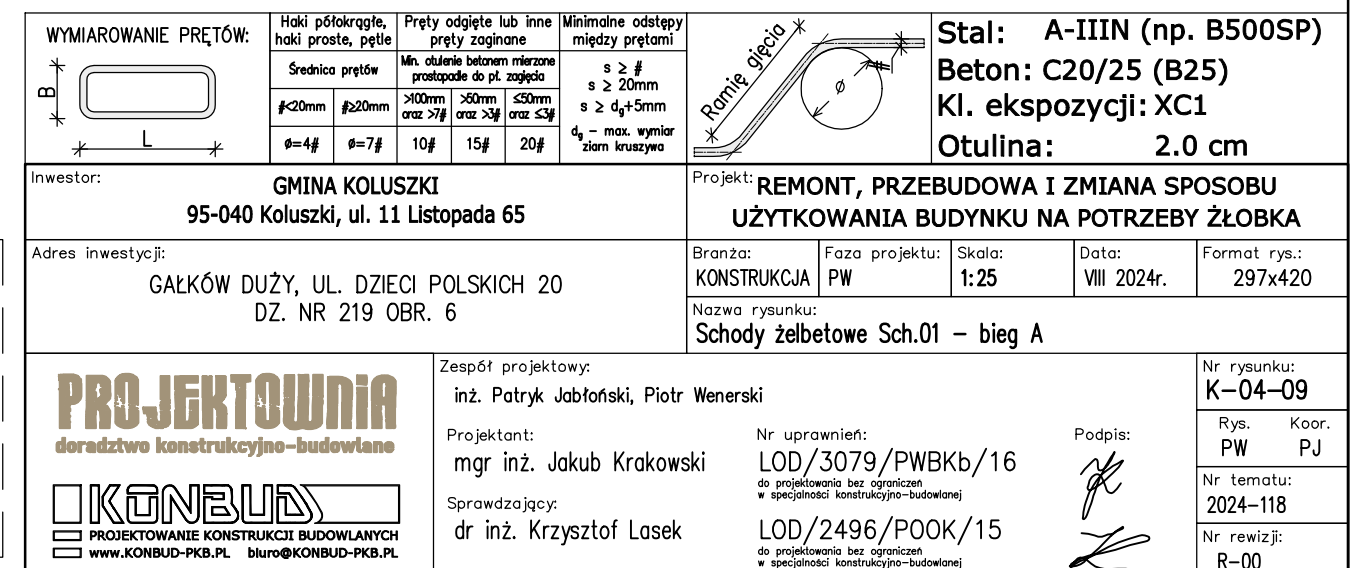 WYMIAROWANIE PRĘTÓW:
B
L
Haki półokrągłe,
haki proste, pętle
Średnica prętów
#<20mm #≥20mm
ø=4# ø=7#
Pręty odgięte lub inne
pręty zaginane
Min. otulenie betonem mierzone
prostopadle do pł. zagięcia
>100mm >50mm ≤50mm
oraz >7# oraz >3# oraz ≤3#
10# 15# 20#
Minimalne odstępy
między prętami
s ≥ #
s ≥ 20mm
s ≥ dg+5mm
dg – max. wymiar
ziarn kruszywa
Ramię gięcia
ø
#
Stal: A-IIIN (np. B500SP)
Beton: C20/25 (B25)
Kl. ekspozycji: XC1
Otulina: 2.0 cm
Inwestor:
GMINA KOLUSZKI
95-040 Koluszki, ul. 11 Listopada 65
Projekt: REMONT, PRZEBUDOWA I ZMIANA SPOSOBU
UŻYTKOWANIA BUDYNKU NA POTRZEBY ŻŁOBKA
Adres inwestycji:
GAŁKÓW DUŻY, UL. DZIECI POLSKICH 20
DZ. NR 219 OBR. 6
Branża: Faza projektu: Skala: Data: Format rys.:
KONSTRUKCJA PW 1:25 VIII 2024r. 297x420
Nazwa rysunku:
Schody żelbetowe Sch.01 – bieg A
PROJEKTOWNIA
doradztwo konstrukcyjno-budowlane
KONBUD
PROJEKTOWANIE KONSTRUKCJI BUDOWLANYCH
www.KONBUD-PKB.PL biuro@KONBUD-PKB.PL
Zespół projektowy:
inż. Patryk Jabłoński, Piotr Wenerski
Projektant: Nr uprawnień: Podpis:
mgr inż. Jakub Krakowski LOD/3079/PWBKb/16
do projektowania bez ograniczeń
w specjalności konstrukcyjno-budowlanej
Sprawdzający:
dr inż. Krzysztof Lasek LOD/2496/POOK/15
do projektowania bez ograniczeń
w specjalności konstrukcyjno-budowlanej
Nr rysunku:
K-04-09
Rys. Koor.
PW PJ
Nr tematu:
2024-118
Nr rewizji:
R-00